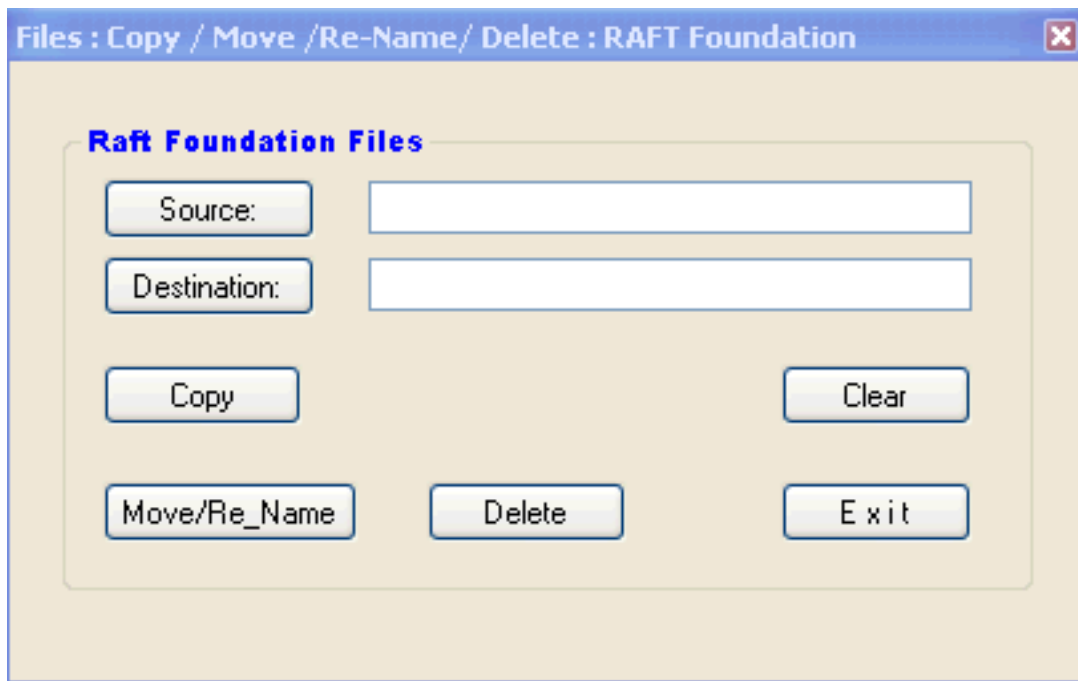 Files : Copy / Move /Re-Name/ Delete : RAFT Foundation
Raft Foundation Files
Source:
Destination:
Copy
Clear
Move/Re_Name
Delete
E x i t